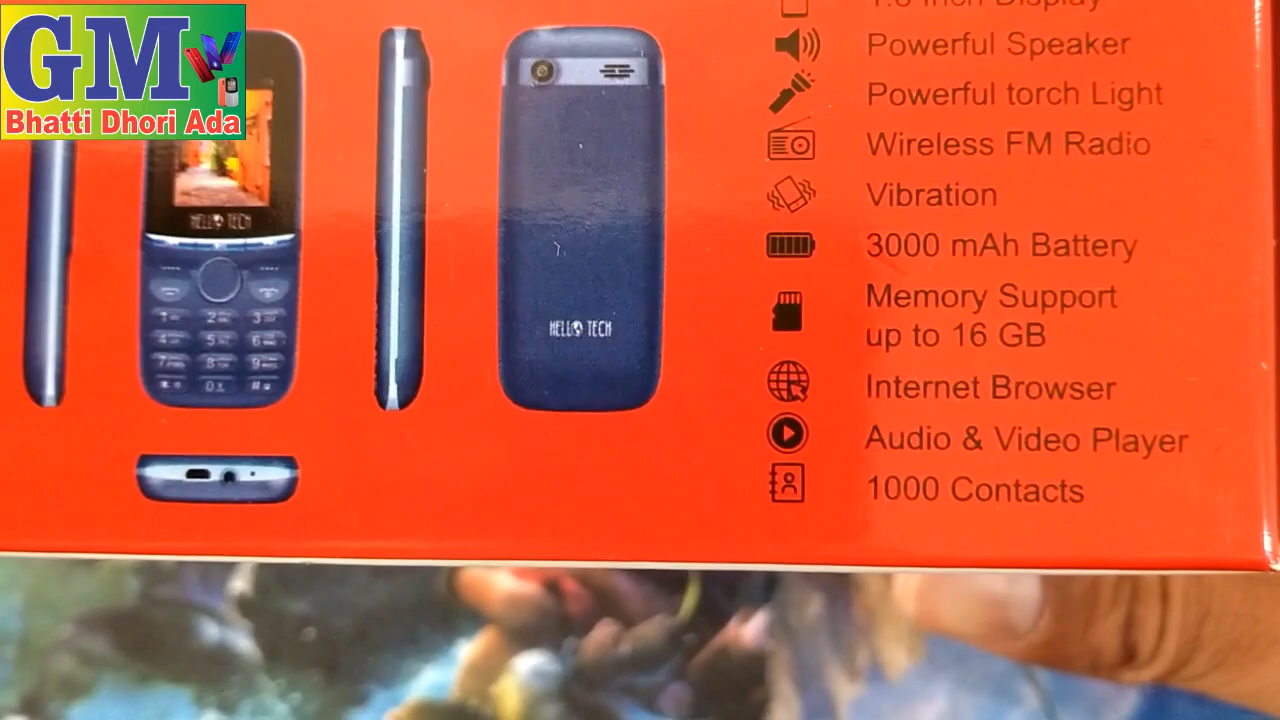 GM
Bhatti Dhori Ada
HELLO TECH
HELLO TECH
Powerful Speaker
Powerful torch Light
Wireless FM Radio
Vibration
3000 mAh Battery
Memory Support
up to 16 GB
Internet Browser
Audio & Video Player
1000 Contacts